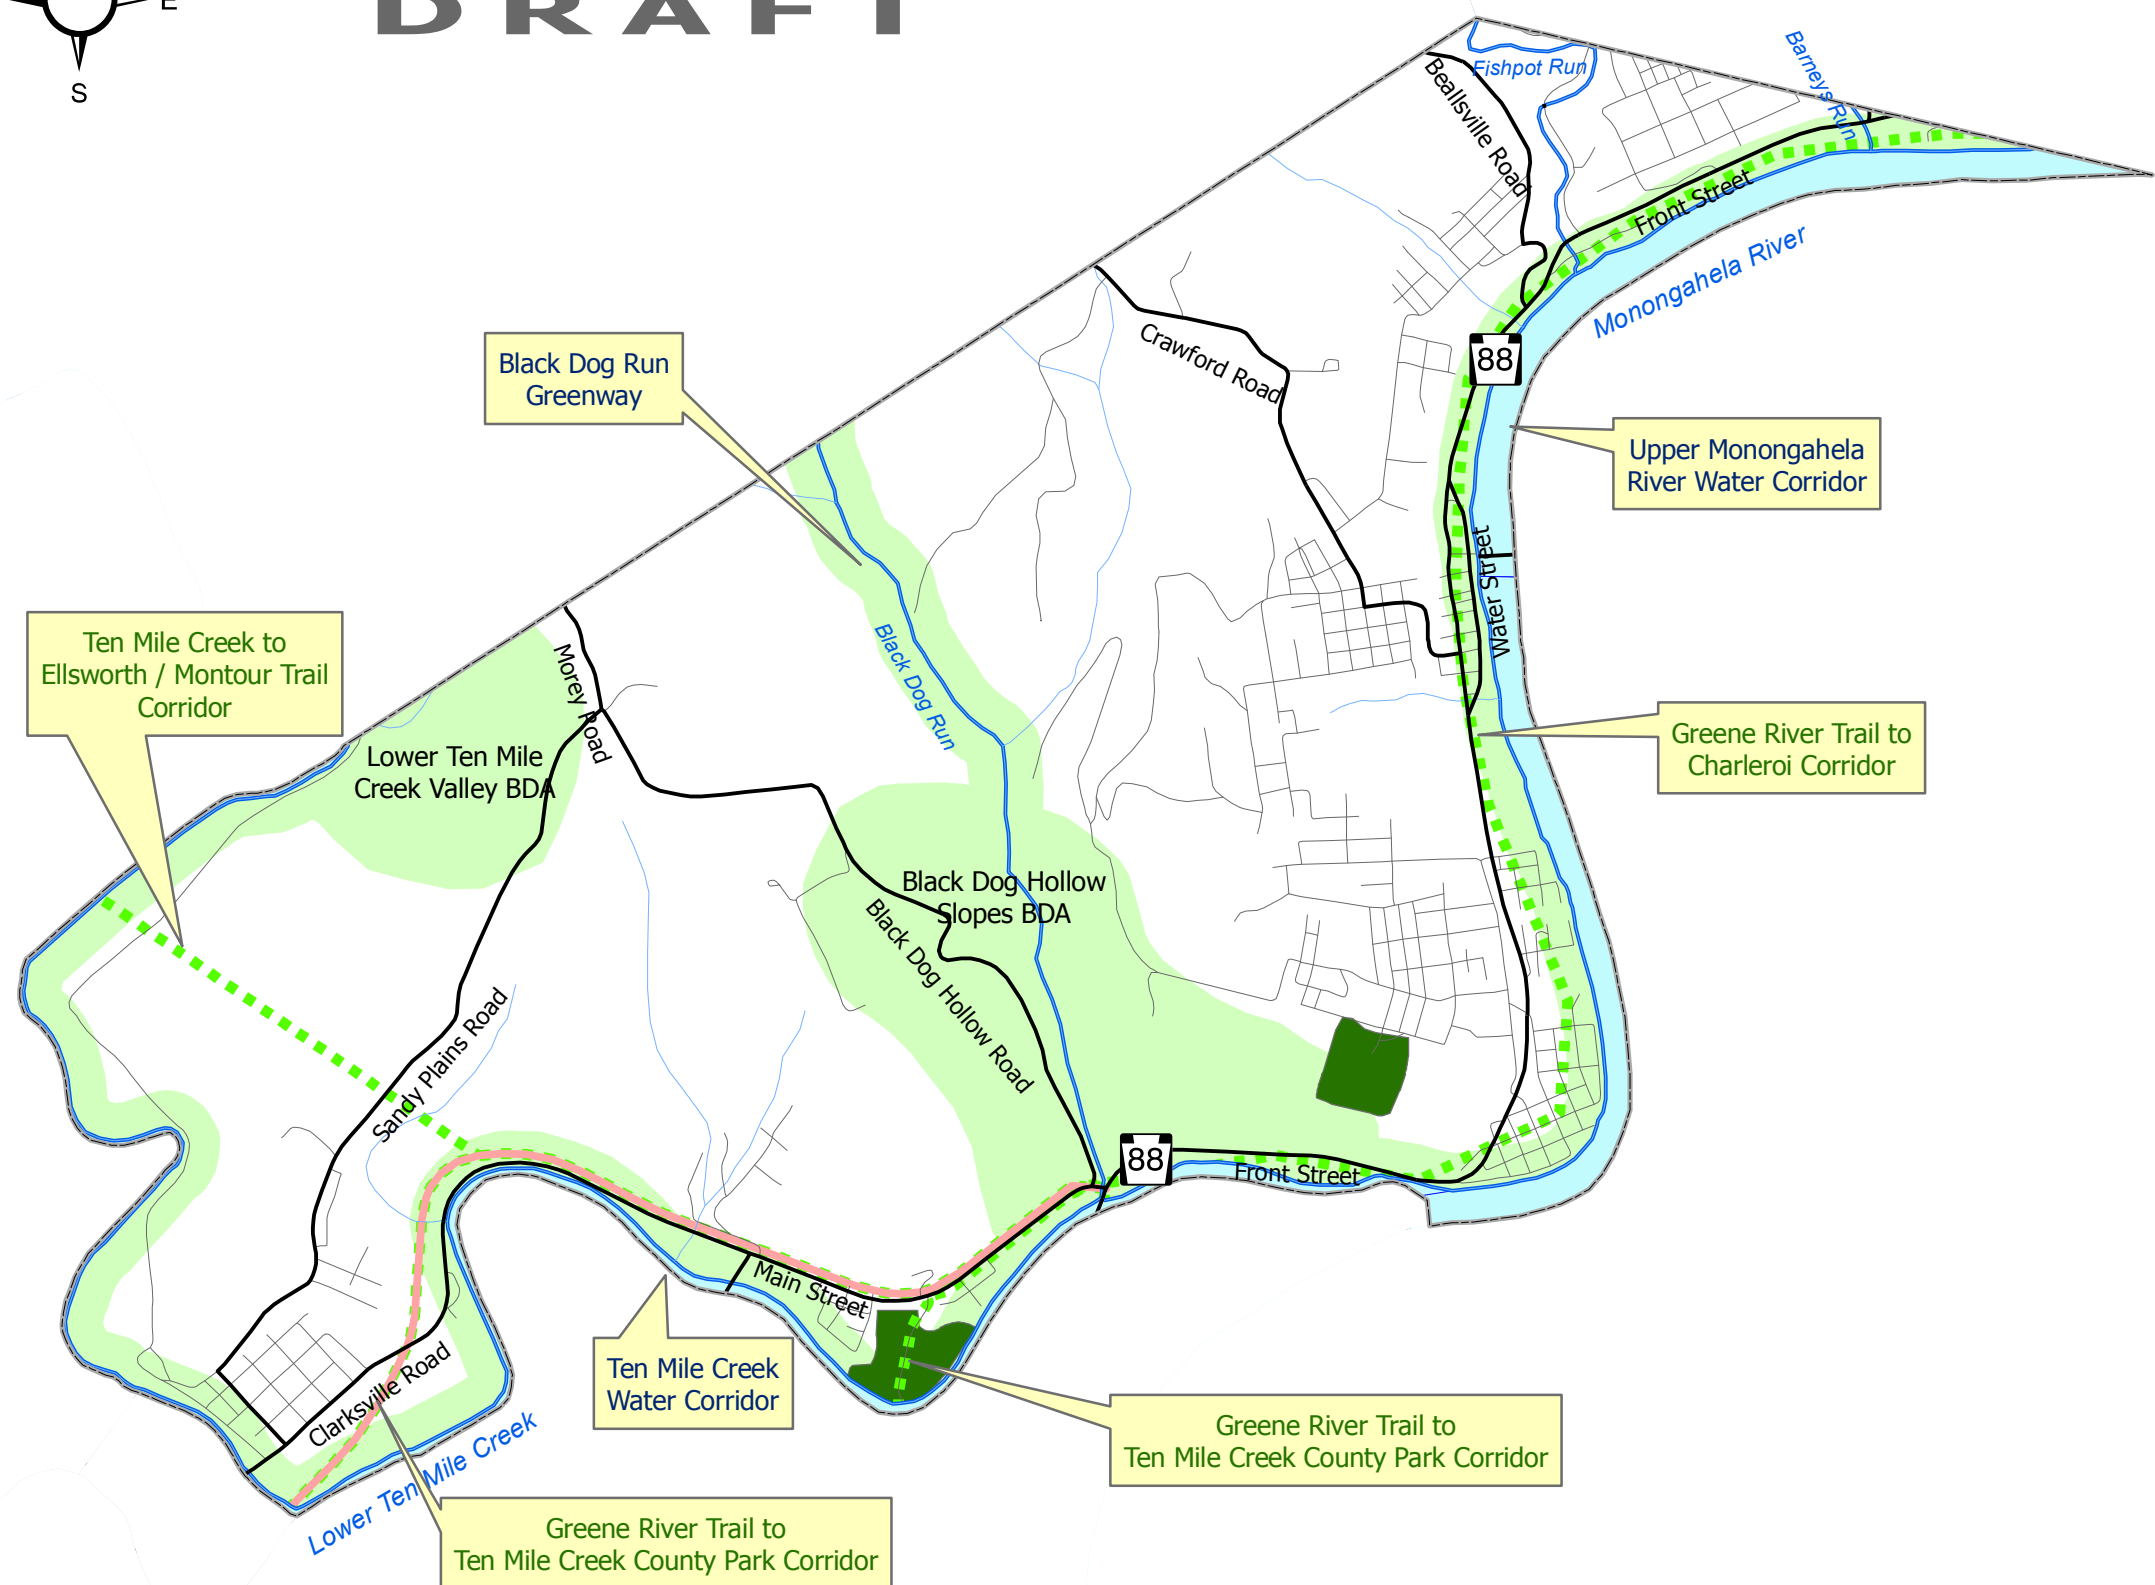 E
DRAFT
S
Barneys Run
Fishpot Run
Beallsville Road
Front Street
Monongahela River
Crawford Road
88
Black Dog Run
Greenway
Upper Monongahela
River Water Corridor
Water Street
Ten Mile Creek to
Ellsworth / Montour Trail
Corridor
Black Dog Run
Morey Road
Greene River Trail to
Charleroi Corridor
Lower Ten Mile
Creek Valley BDA
Black Dog Hollow
Slopes BDA
Black Dog Hollow Road
Sandy Plains Road
88
Front Street
Main Street
Ten Mile Creek
Water Corridor
Clarksville Road
Greene River Trail to
Ten Mile Creek County Park Corridor
Lower Ten Mile Creek
Greene River Trail to
Ten Mile Creek County Park Corridor